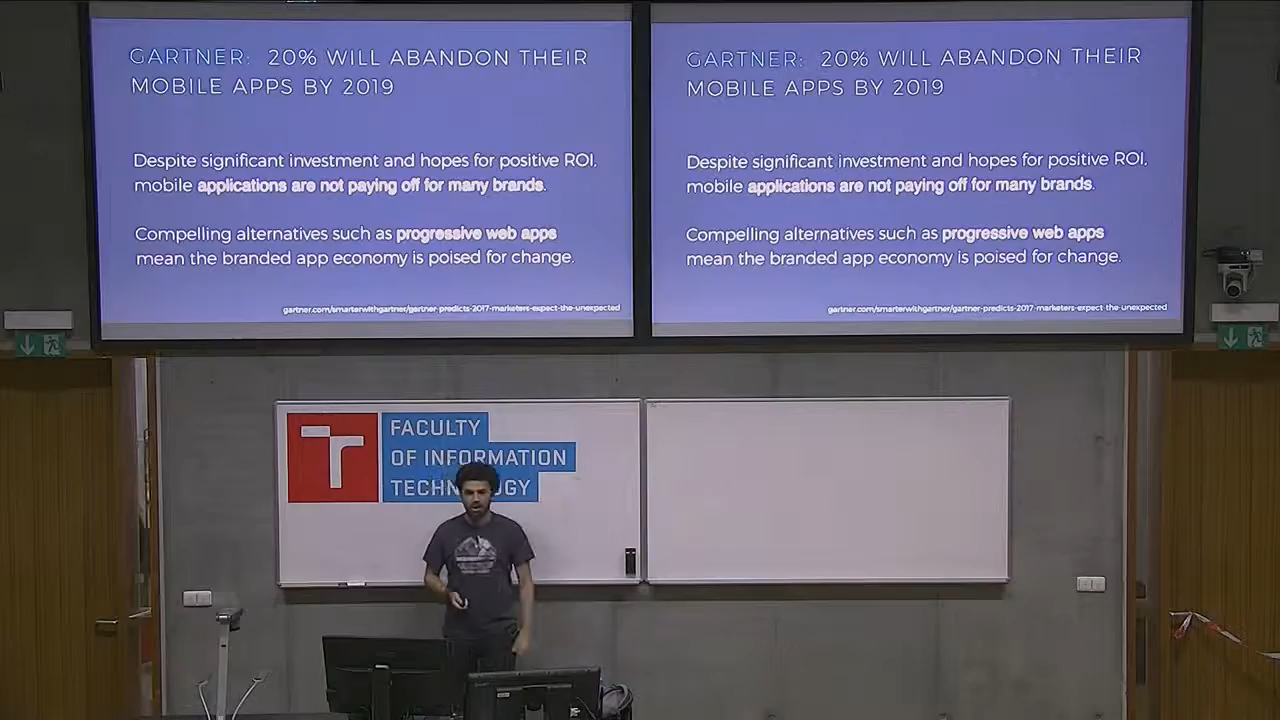 GARTNER: 20% WILL ABANDON THEIR
MOBILE APPS BY 2019
Despite significant investment and hopes for positive ROI,
mobile applications are not paying off for many brands.
Compelling alternatives such as progressive web apps
mean the branded app economy is poised for change.
gartner.com/smarterwithgartner/gartner-predicts-2017-marketers-expect-the-unexpected
GARTNER: 20% WILL ABANDON THEIR
MOBILE APPS BY 2019
Despite significant investment and hopes for positive ROI,
mobile applications are not paying off for many brands.
Compelling alternatives such as progressive web apps
mean the branded app economy is poised for change.
gartner.com/smarterwithgartner/gartner-predicts-2017-marketers-expect-the-unexpected
FACULTY
OF INFORMATION
TECHNOLOGY